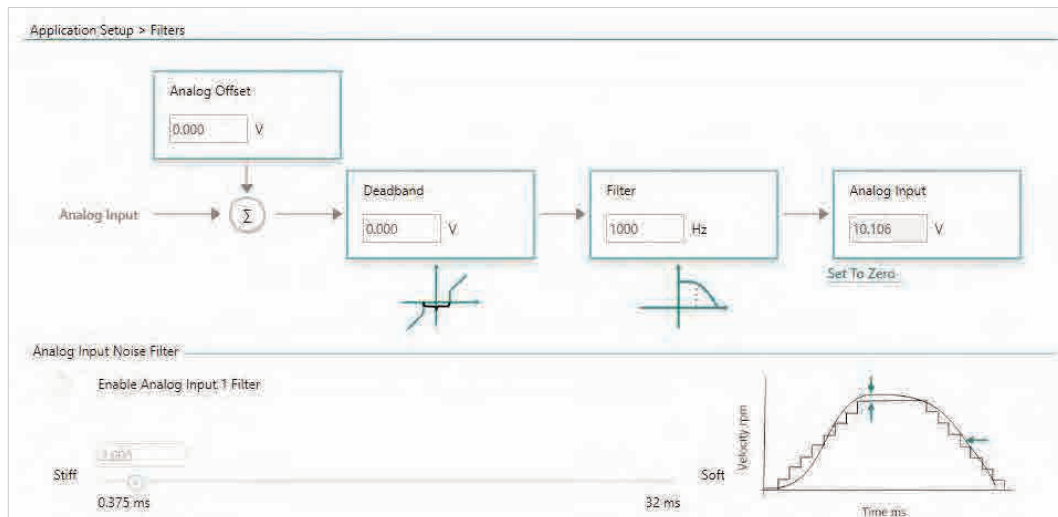 Application Setup > Filters
Analog Offset
0.000 V
Analog Input
Σ
Deadband
0.000 V
Filter
1000 Hz
Analog Input
10.106 V
Set To Zero
Analog Input Noise Filter
Enable Analog Input 1 Filter
Stiff
Soft
0.375 ms
32 ms
Velocity rpm
Time ms